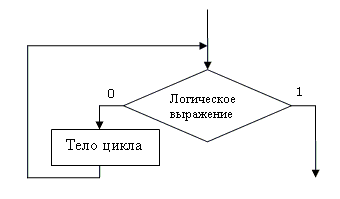 0
1
Логическое
выражение
Тело цикла